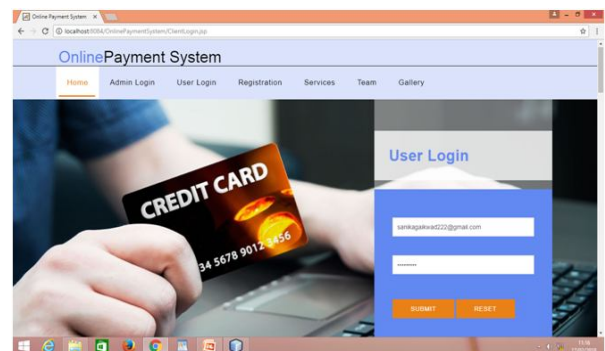 Online Payment System
localhost:8084/OnlinePaymentSystem/ClientLogin.jsp
OnlinePayment System
Home Admin Login User Login Registration Services Team Gallery
CREDIT CARD
34 5678 9012 3456
User Login
sanikagaikwad222@gmail.com
SUBMIT RESET